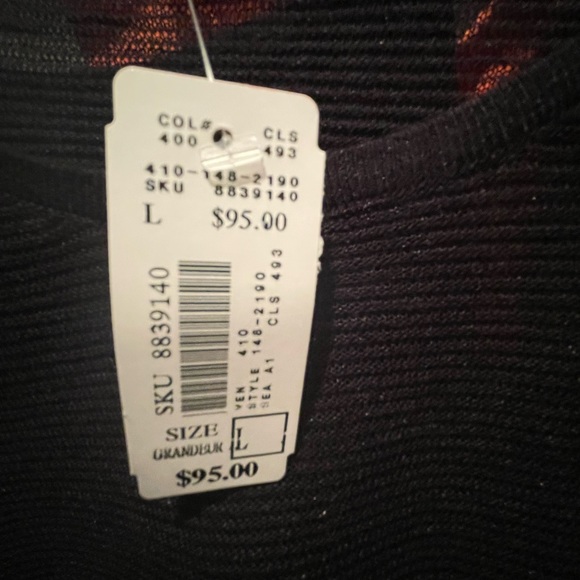 COL# CLS
400 493
410-148-2190
SKU 8839140
L $95.00
SKU 8839140
VEN 410
STYLE 148-2190
SEA A1 CLS 493
SIZE
GRANDEUR L
$95.00